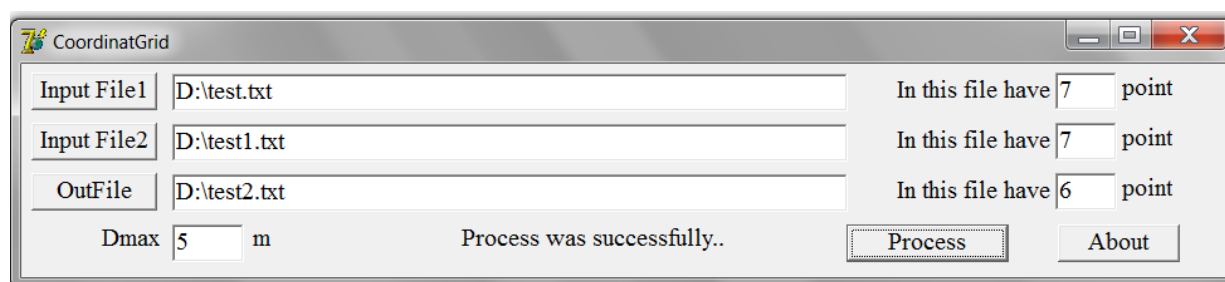 CoordinatGrid
Input File1 D:\test.txt In this file have 7 point
Input File2 D:\test1.txt In this file have 7 point
OutFile D:\test2.txt In this file have 6 point
Dmax 5 m Process was successfully.. Process About